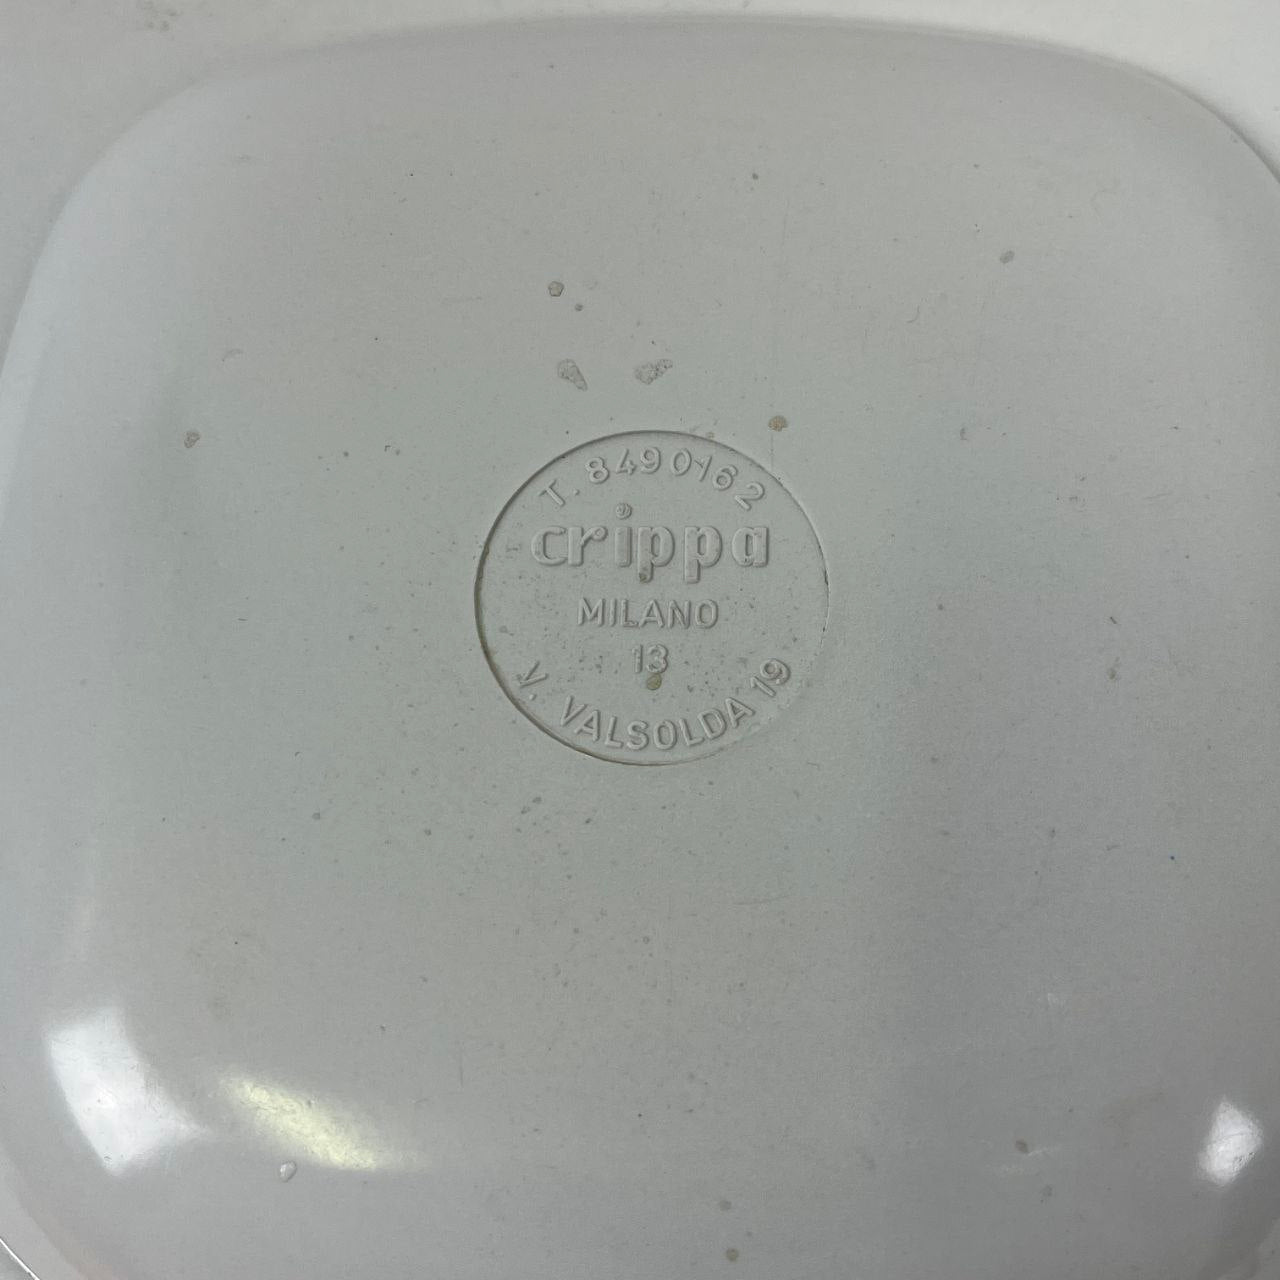 T. 8490162
crippa
MILANO
13
V. VALSOLDA 19